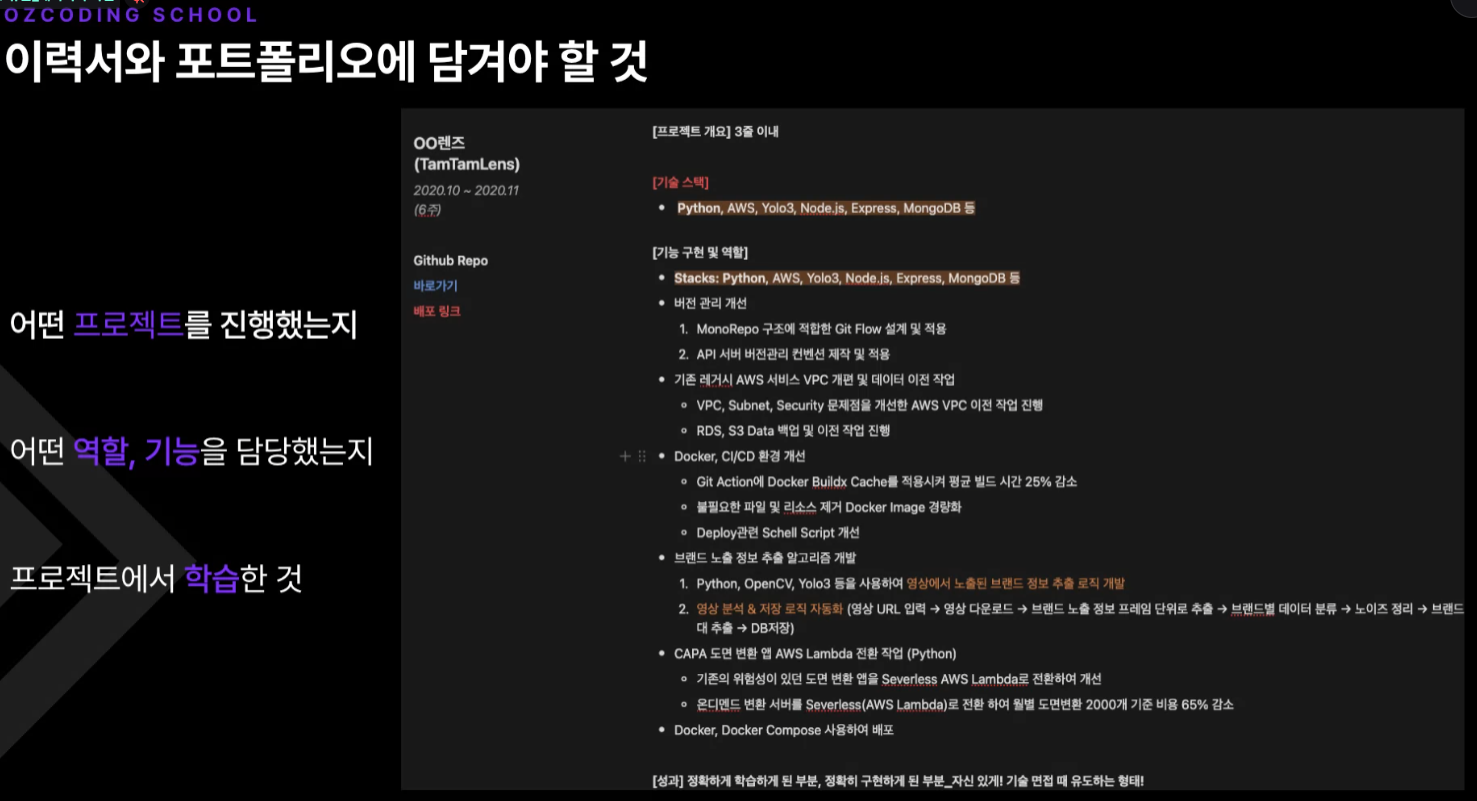 OZCODING SCHOOL
이력서와 포트폴리오에 담겨야 할 것
어떤 프로젝트를 진행했는지
어떤 역할, 기능을 담당했는지
프로젝트에서 학습한 것
OO렌즈
(TamTamLens)
2020.10 ~ 2020.11
(6주)
Github Repo
바로가기
배포 링크
[프로젝트 개요] 3줄 이내
[기술 스택]
• Python, AWS, Yolo3, Node.js, Express, MongoDB 등
[기능 구현 및 역할]
• Stacks: Python, AWS, Yolo3, Node.js, Express, MongoDB 등
• 버전 관리 개선
1. MonoRepo 구조에 적합한 Git Flow 설계 및 적용
2. API 서버 버전관리 컨벤션 제작 및 적용
• 기존 레거시 AWS 서비스 VPC 개편 및 데이터 이전 작업
◦ VPC, Subnet, Security 문제점을 개선한 AWS VPC 이전 작업 진행
◦ RDS, S3 Data 백업 및 이전 작업 진행
• Docker, CI/CD 환경 개선
◦ Git Action에 Docker Buildx Cache를 적용시켜 평균 빌드 시간 25% 감소
◦ 불필요한 파일 및 리소스 제거 Docker Image 경량화
◦ Deploy관련 Schell Script 개선
• 브랜드 노출 정보 추출 알고리즘 개발
1. Python, OpenCV, Yolo3 등을 사용하여 영상에서 노출된 브랜드 정보 추출 로직 개발
2. 영상 분석 & 저장 로직 자동화 (영상 URL 입력 → 영상 다운로드 → 브랜드 노출 정보 프레임 단위로 추출 → 브랜드별 데이터 분류 → 노이즈 정리 → 브랜드
대 추출 → DB저장)
• CAPA 도면 변환 앱 AWS Lambda 전환 작업 (Python)
◦ 기존의 위험성이 있던 도면 변환 앱을 Severless AWS Lambda로 전환하여 개선
◦ 온디멘드 변환 서버를 Severless(AWS Lambda)로 전환 하여 월별 도면변환 2000개 기준 비용 65% 감소
• Docker, Docker Compose 사용하여 배포
[성과] 정확하게 학습하게 된 부분, 정확히 구현하게 된 부분_자신 있게! 기술 면접 때 유도하는 형태!